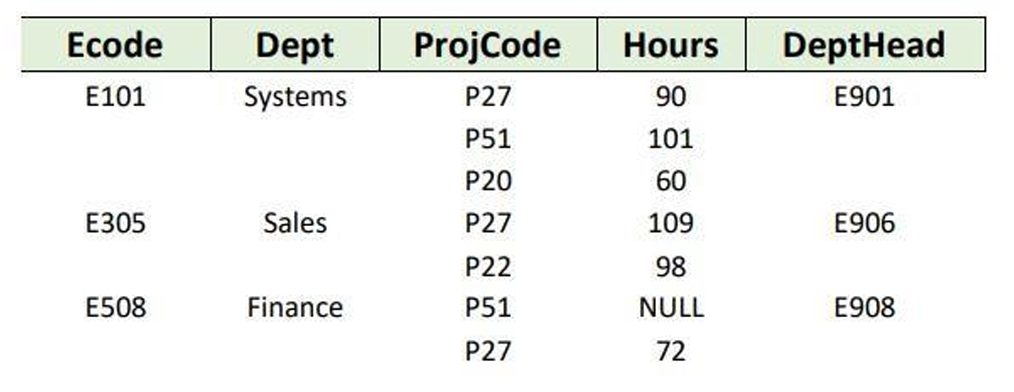 Ecode Dept ProjCode Hours DeptHead
E101 Systems P27 90 E901
P51 101
P20 60
E305 Sales P27 109 E906
P22 98
E508 Finance P51 NULL E908
P27 72